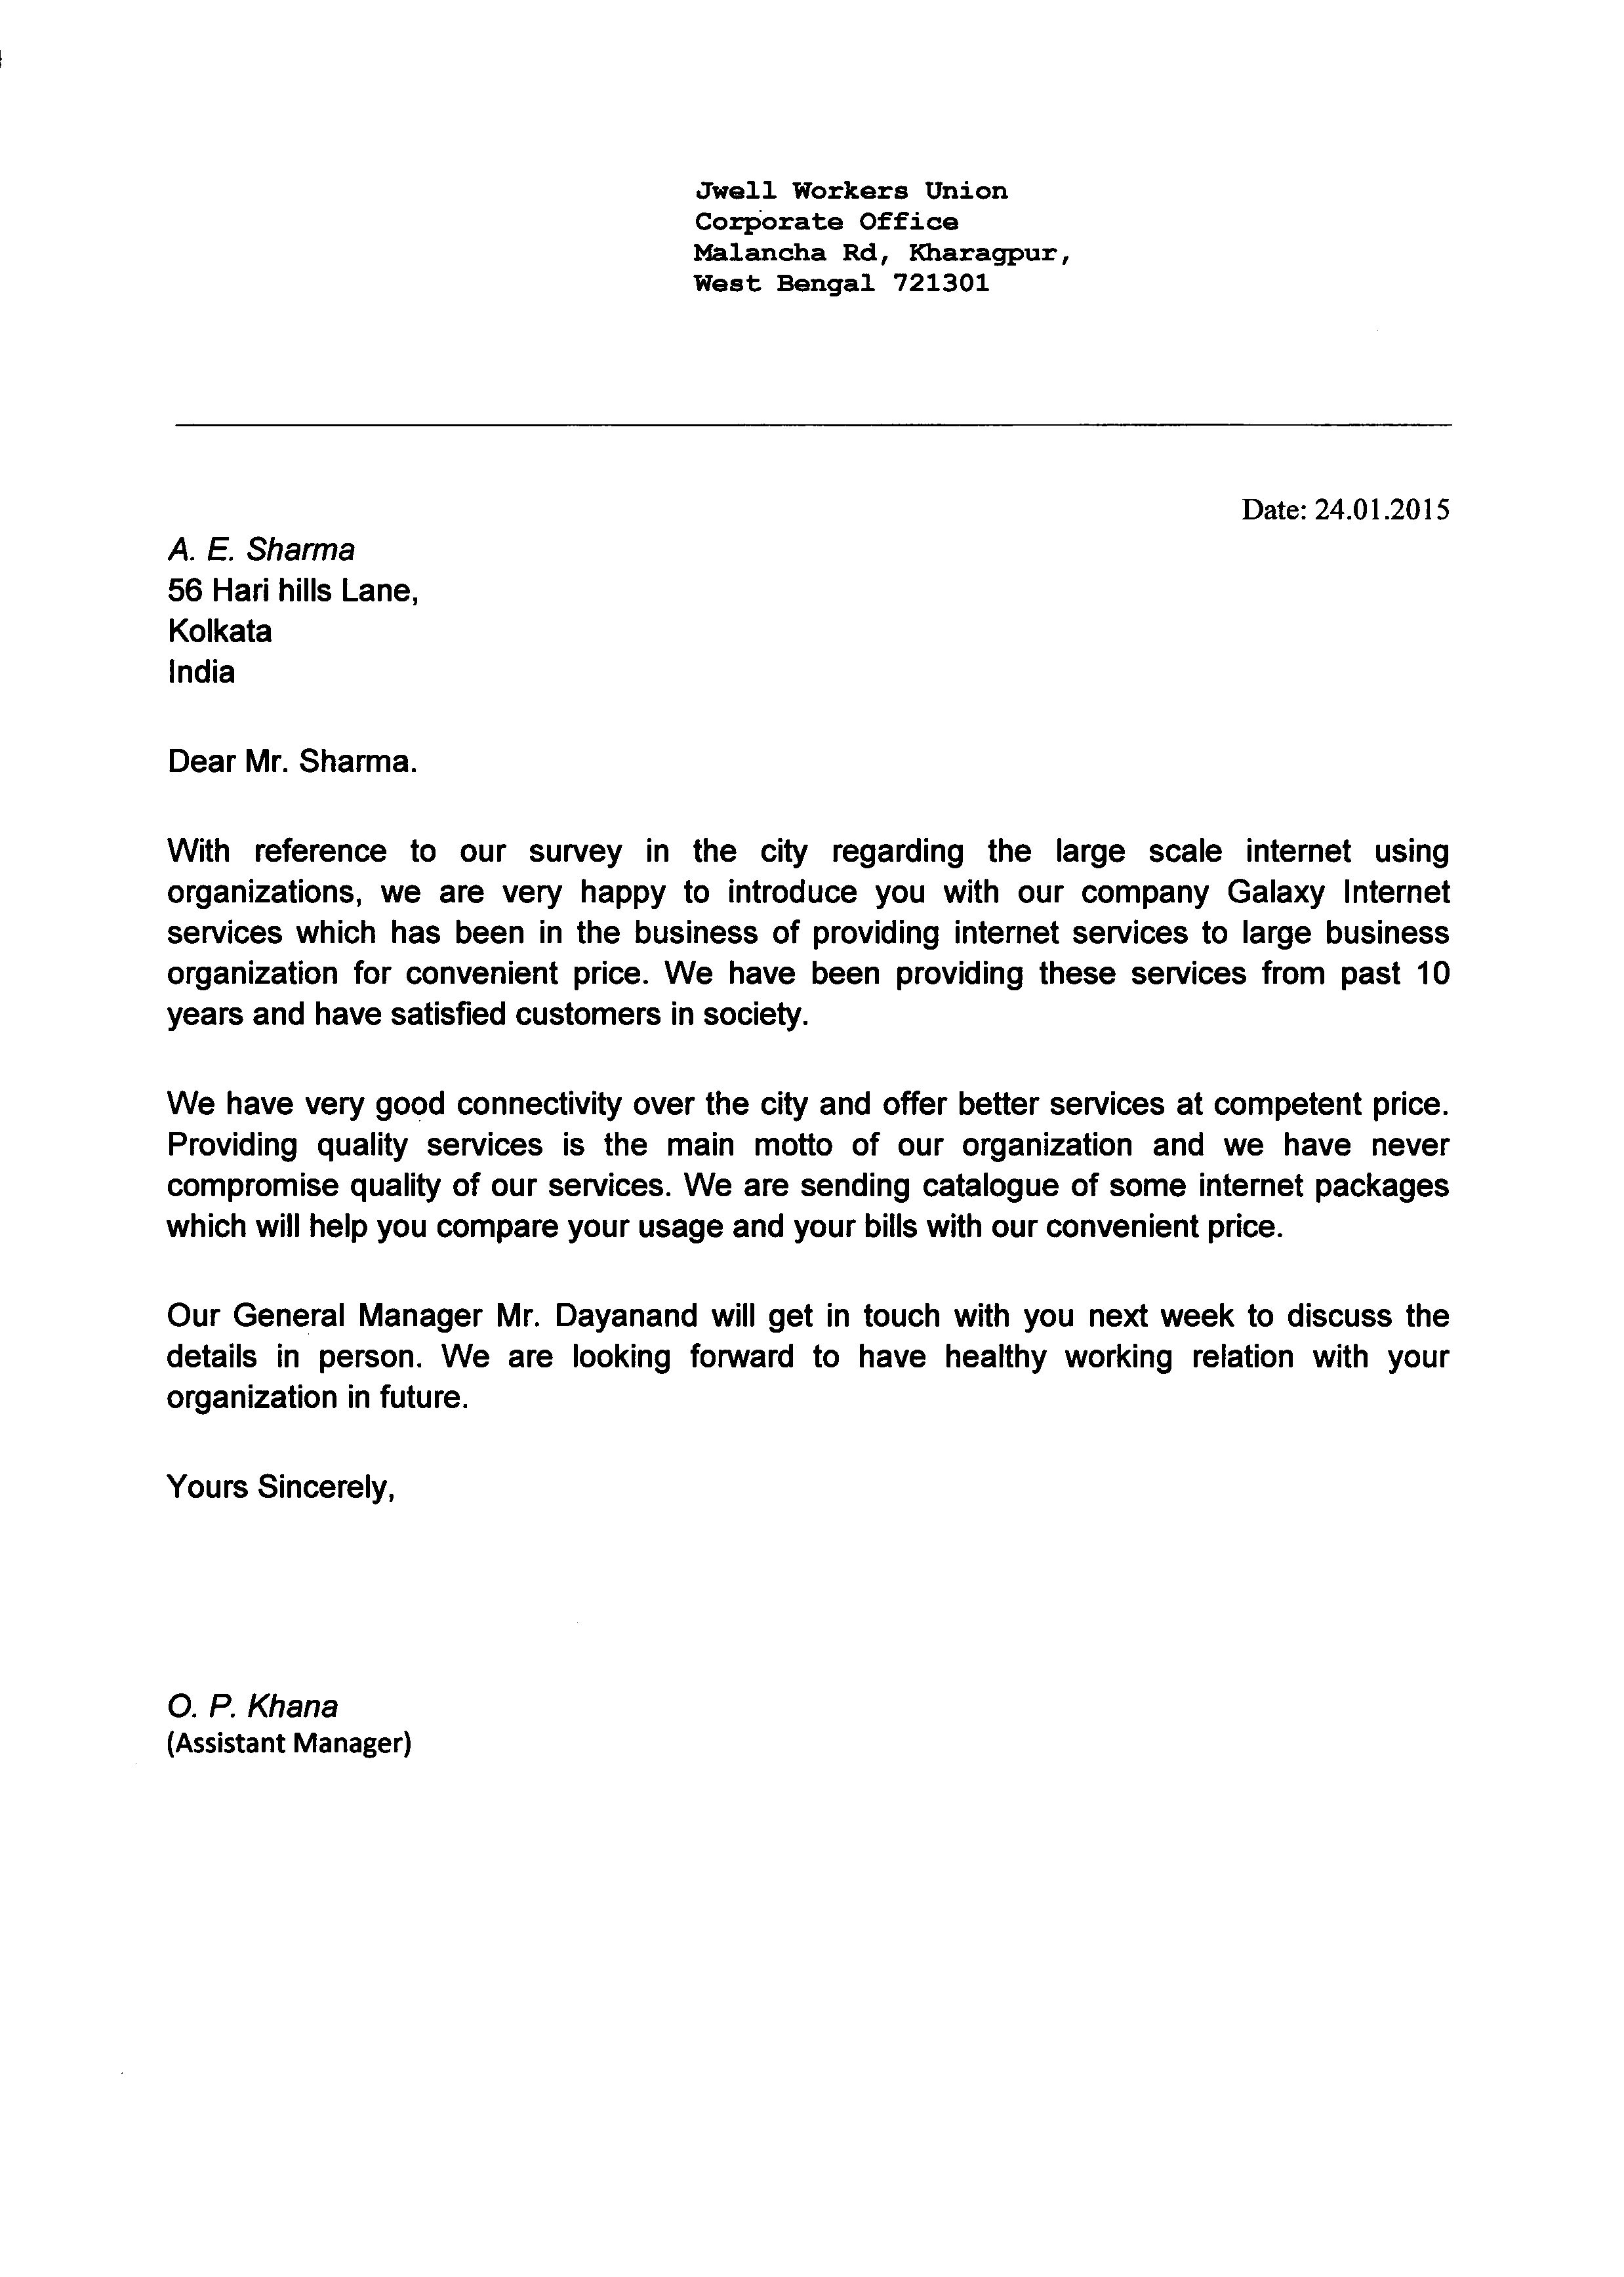 Jwell Workers Union
Corporate Office
Malancha Rd, Kharagpur,
West Bengal 721301
Date: 24.01.2015
A. E. Sharma
56 Hari hills Lane,
Kolkata
India
Dear Mr. Sharma.
With reference to our survey in the city regarding the large scale internet using
organizations, we are very happy to introduce you with our company Galaxy Internet
services which has been in the business of providing internet services to large business
organization for convenient price. We have been providing these services from past 10
years and have satisfied customers in society.
We have very good connectivity over the city and offer better services at competent price.
Providing quality services is the main motto of our organization and we have never
compromise quality of our services. We are sending catalogue of some internet packages
which will help you compare your usage and your bills with our convenient price.
Our General Manager Mr. Dayanand will get in touch with you next week to discuss the
details in person. We are looking forward to have healthy working relation with your
organization in future.
Yours Sincerely,
O. P. Khana
(Assistant Manager)